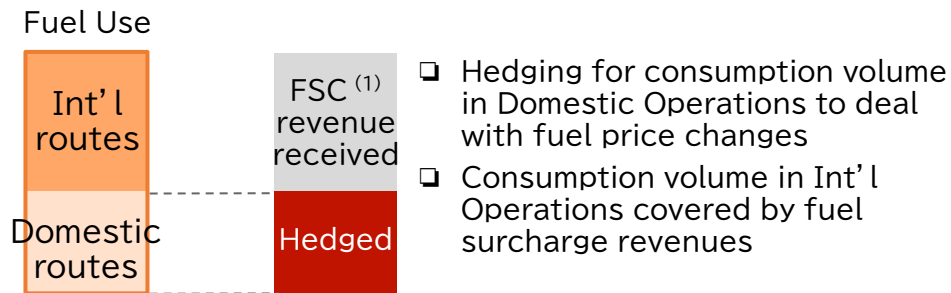 Fuel Use
Int'l
routes
Domestic
routes
FSC (1)
revenue
received
Hedged
❑ Hedging for consumption volume
in Domestic Operations to deal
with fuel price changes
❑ Consumption volume in Int'l
Operations covered by fuel
surcharge revenues